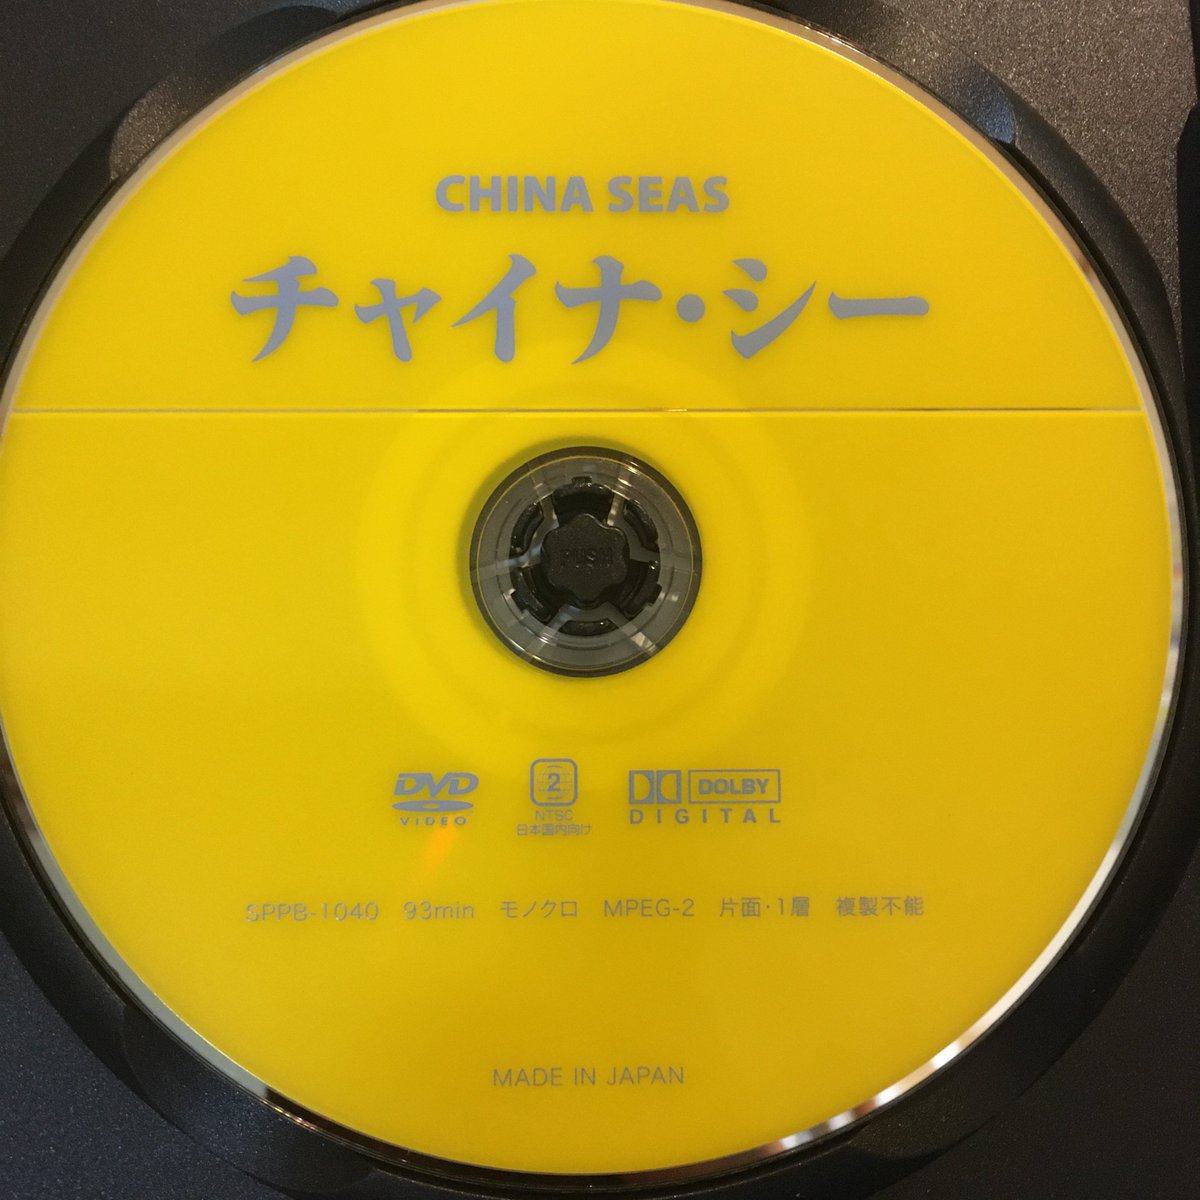 CHINA SEAS
チャイナ・シー
PUSH
DVD
VIDEO
2
NTSC
日本国内向け
DOLBY
DIGITAL
SPPB-1040 93min モノクロ MPEG-2 片面・1層 複製不能
MADE IN JAPAN